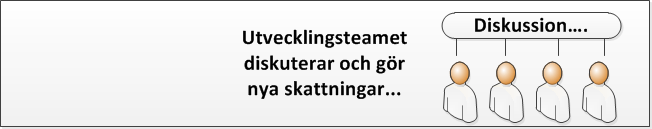 Utvecklingsteamet
diskuterar och gör
nya skattningar...
Diskussion....